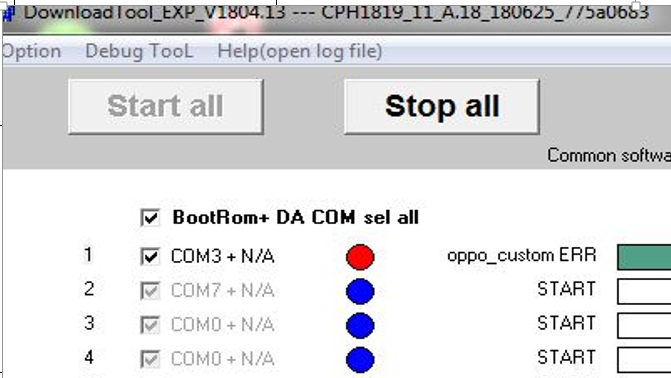 DownloadTool_EXP_V1804.13 --- CPH1819_11_A.18_180625_775a0683
Option Debug TooL Help(open log file)
Start all Stop all
Common softwa
BootRom+ DA COM sel all
1 COM3 + N/A oppo_custom ERR
2 COM7 + N/A START
3 COM0 + N/A START
4 COM0 + N/A START